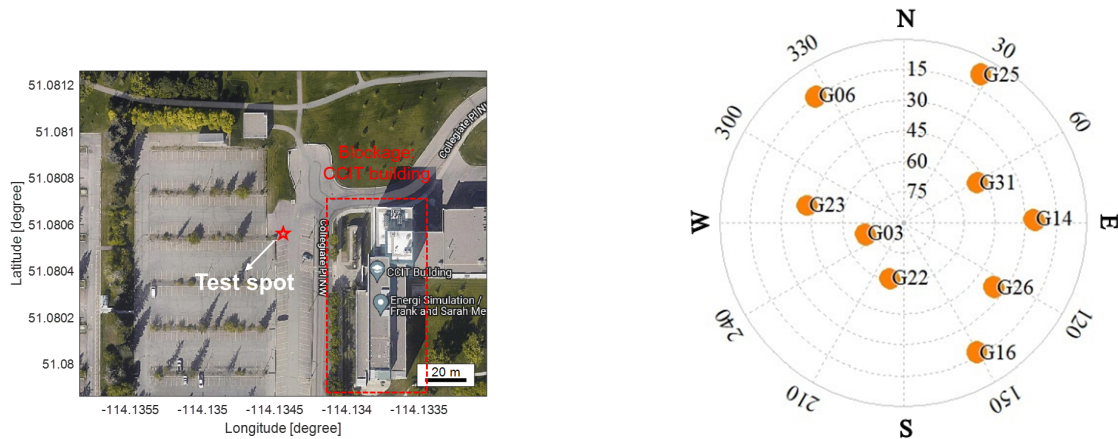 51.0812
51.081
51.0808
51.0806
51.0804
51.0802
51.08
Latitude [degree]
-114.1355
-114.135
-114.1345
-114.134
-114.1335
Longitude [degree]
Collegiate Pl N
Blockage:
CCIT building
Collegiate Pl NW
Test spot
CCIT Building
Energi Simulation /
Frank and Sarah Me
20 m
N
330
30
300
60
W
E
240
120
210
150
S
15
30
45
60
75
G25
G06
G31
G23
G14
G03
G22
G26
G16